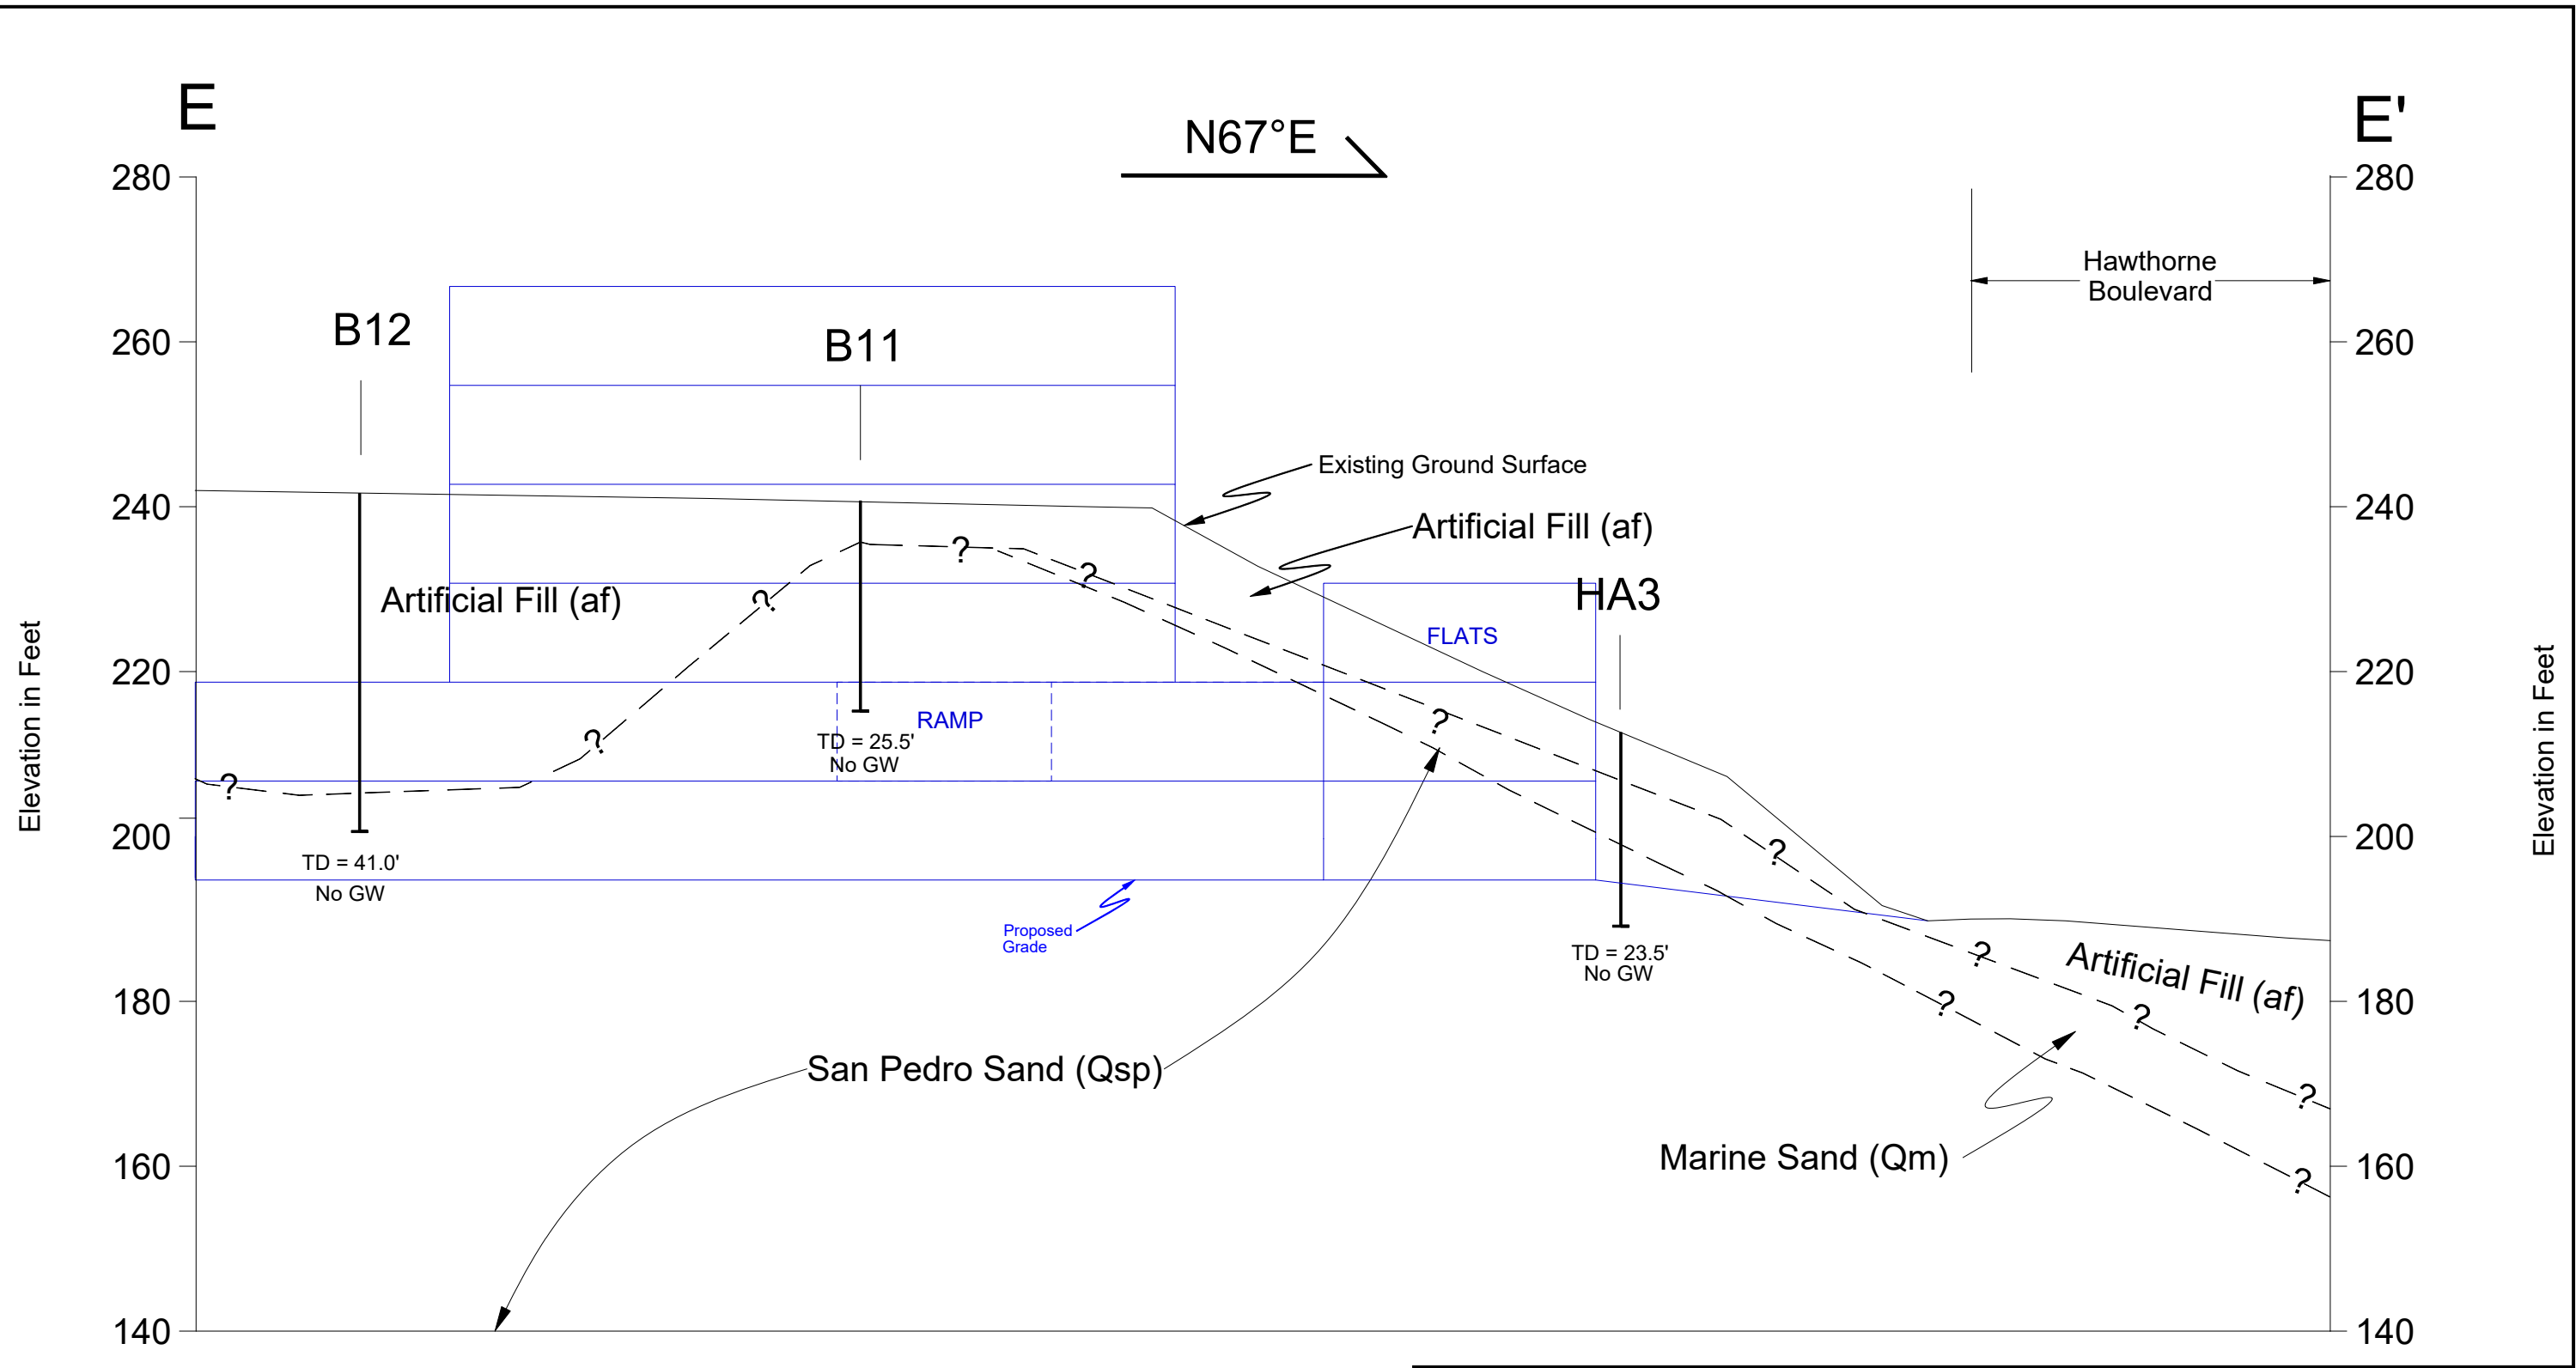 E
E'
N67°E
280
280
Hawthorne
Boulevard
B12
B11
260
260
Existing Ground Surface
240
240
Artificial Fill (af)
?
?
HA3
Artificial Fill (af)
?
FLATS
220
220
RAMP
?
TD = 25.5'
No GW
?
?
200
200
?
TD = 41.0'
No GW
Proposed
Grade
TD = 23.5'
No GW
?
Artificial Fill (af)
180
180
?
?
San Pedro Sand (Qsp)
?
Marine Sand (Qm)
160
160
?
140
140
Elevation in Feet
Elevation in Feet